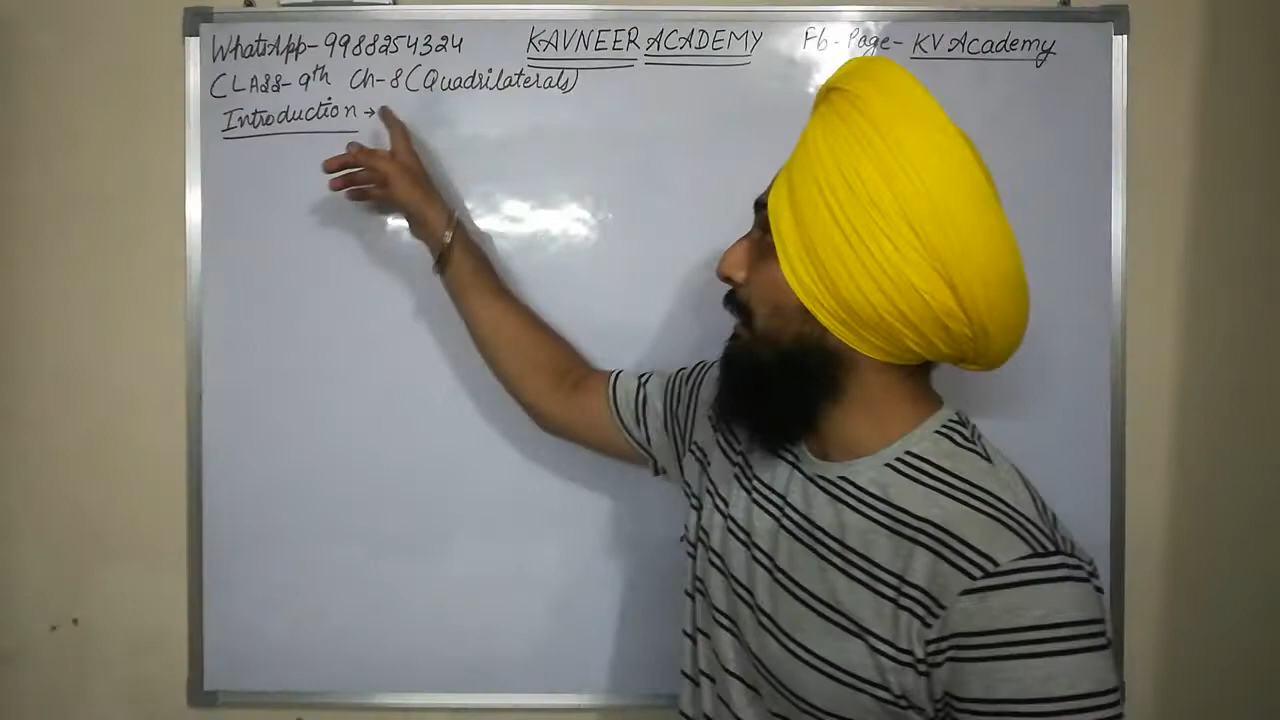 WhatsApp-9988254324 KAVNEER ACADEMY Fb-Page-KV Academy
CLASS-9th Ch-8(Quadrilaterals)
Introduction →